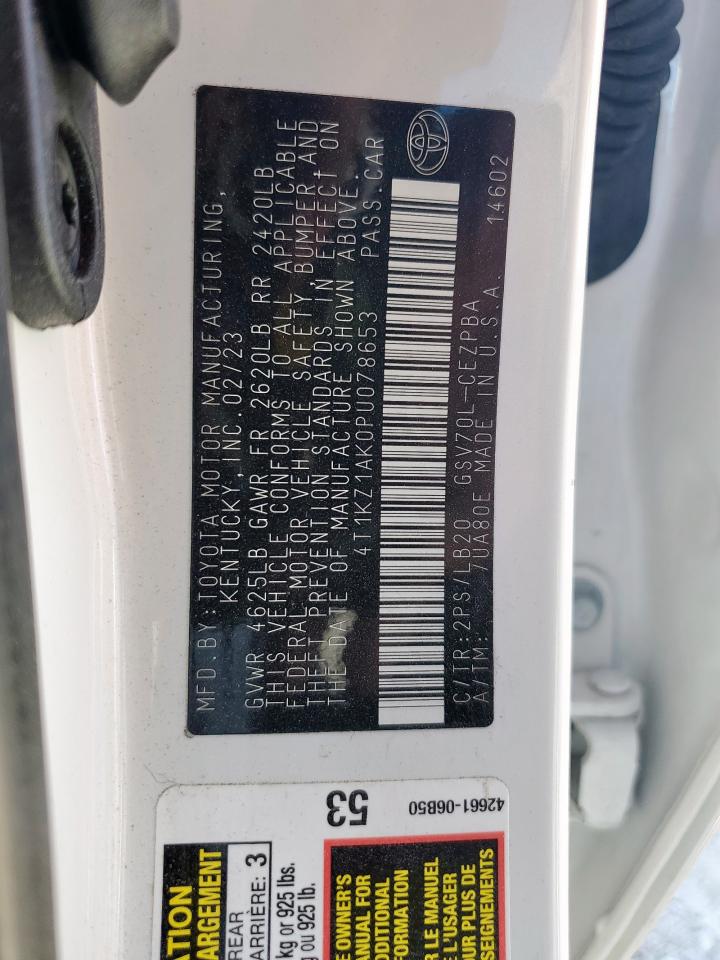 MFD.BY:TOYOTA MOTOR MANUFACTURING,
KENTUCKY, INC. 02/23
GVWR 4625LB GAWR FR 2620LB RR 2420LB
THIS VEHICLE CONFORMS TO ALL APPLICABLE
FEDERAL MOTOR VEHICLE SAFETY, BUMPER, AND
THEFT PREVENTION STANDARDS IN EFFECT ON
THE DATE OF MANUFACTURE SHOWN ABOVE.
4T1KZ1AK0PU078653 PASS.CAR
C/TR:2PS/LB20 GSV70L-CEZPBA
A/TM: 7UA80E MADE IN U.S.A. 14602
53
42661-06B50
TION
ARGEMENT
REAR
ARRIÈRE: 3
kg or 925 lbs.
g ou 925 lb.
E OWNER'S
ANUAL FOR
ADDITIONAL
FORMATION
R LE MANUEL
E L'USAGER
UR PLUS DE
SEIGNEMENTS